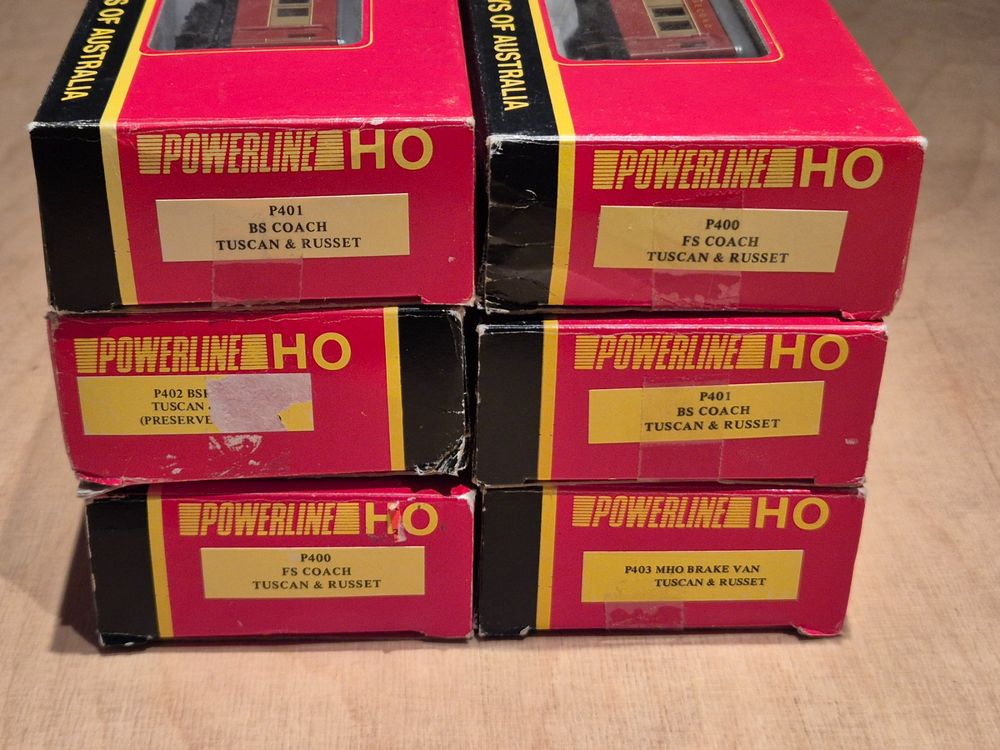 S OF AUSTRALIA
POWERLINE HO
P401
BS COACH
TUSCAN & RUSSET
YS OF AUSTRALIA
POWERLINE HO
P400
FS COACH
TUSCAN & RUSSET
POWERLINE HO
P402
TUSCAN
(PRESERVE
POWERLINE HO
P401
BS COACH
TUSCAN & RUSSET
POWERLINE HO
P400
FS COACH
TUSCAN & RUSSET
POWERLINE HO
P403 MHO BRAKE VAN
TUSCAN & RUSSET